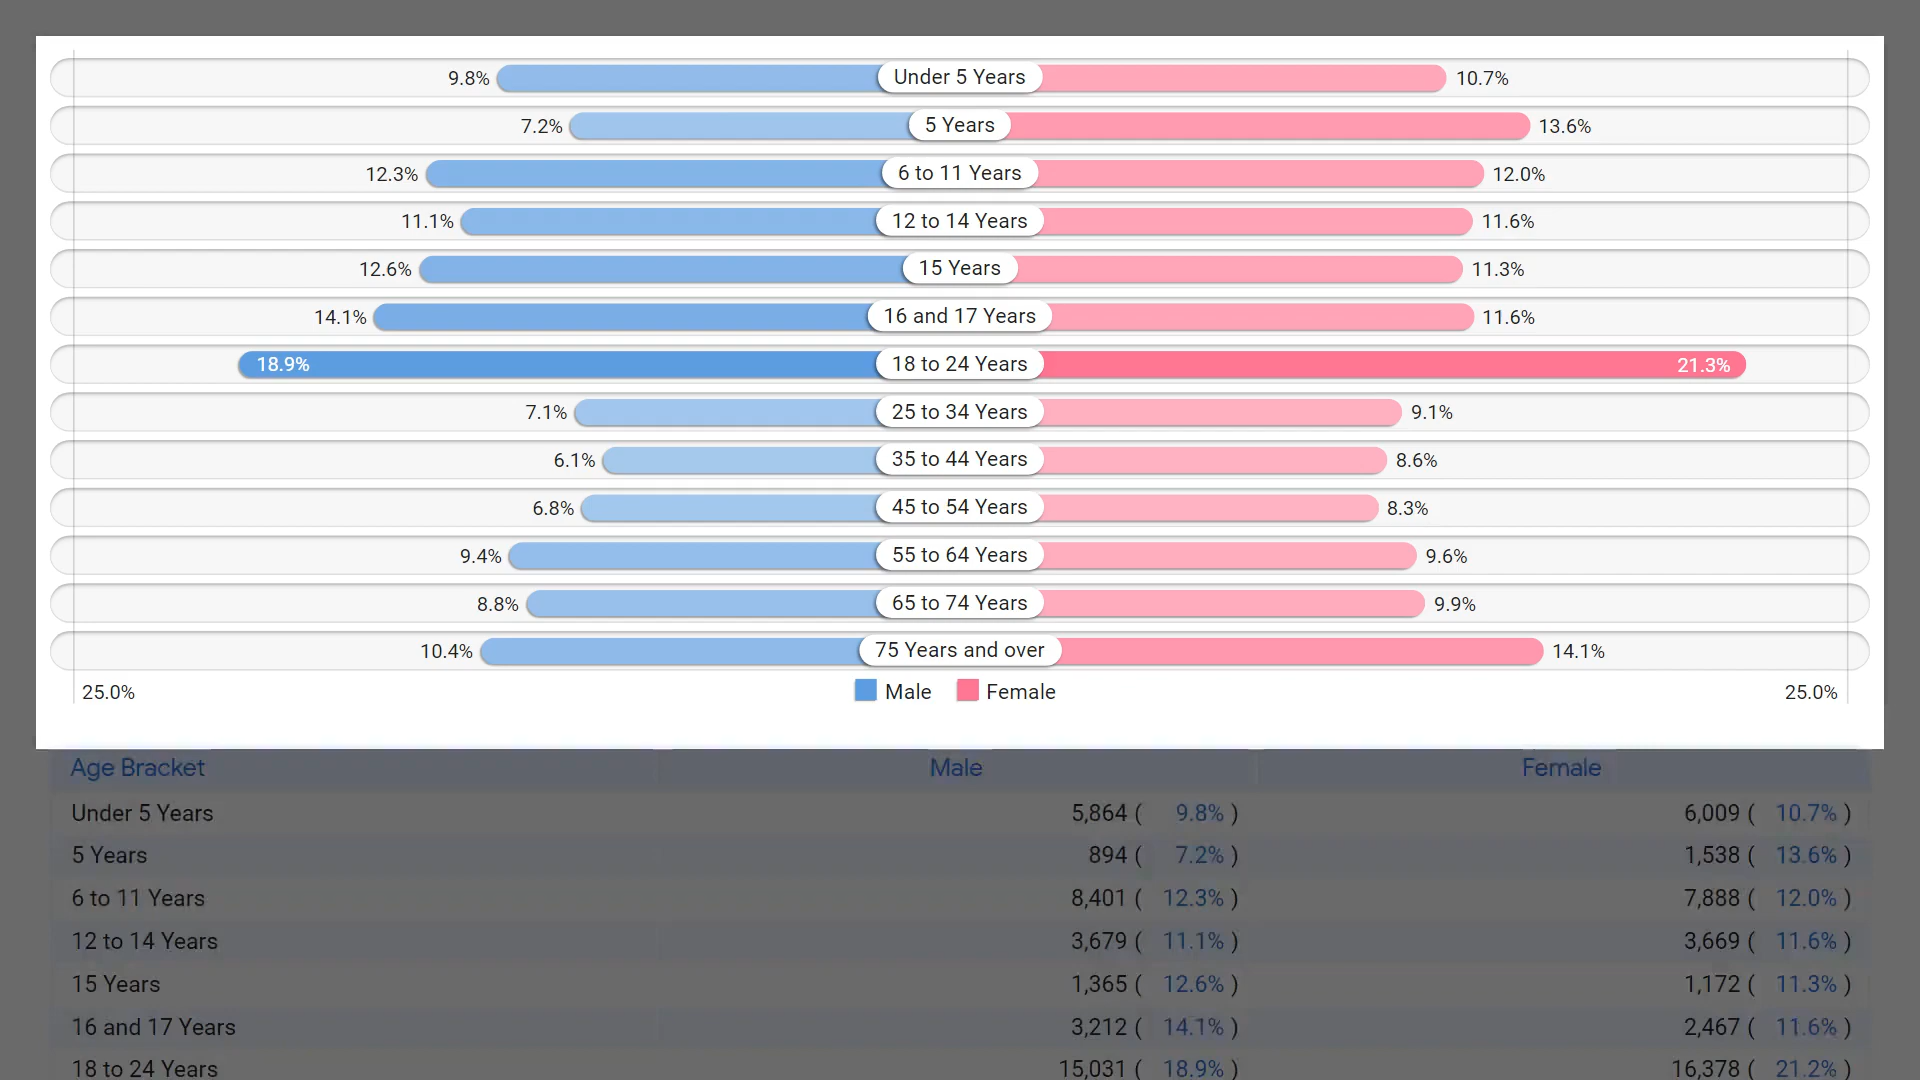 9.8% Under 5 Years 10.7%
7.2% 5 Years 13.6%
12.3% 6 to 11 Years 12.0%
11.1% 12 to 14 Years 11.6%
12.6% 15 Years 11.3%
14.1% 16 and 17 Years 11.6%
18.9% 18 to 24 Years 21.3%
7.1% 25 to 34 Years 9.1%
6.1% 35 to 44 Years 8.6%
6.8% 45 to 54 Years 8.3%
9.4% 55 to 64 Years 9.6%
8.8% 65 to 74 Years 9.9%
10.4% 75 Years and over 14.1%
25.0% Male Female 25.0%
Age Bracket Male Female
Under 5 Years 5,864 ( 9.8% ) 6,009 ( 10.7% )
5 Years 894 ( 7.2% ) 1,538 ( 13.6% )
6 to 11 Years 8,401 ( 12.3% ) 7,888 ( 12.0% )
12 to 14 Years 3,679 ( 11.1% ) 3,669 ( 11.6% )
15 Years 1,365 ( 12.6% ) 1,172 ( 11.3% )
16 and 17 Years 3,212 ( 14.1% ) 2,467 ( 11.6% )
18 to 24 Years 15,031 ( 18.9% ) 16,378 ( 21.2% )